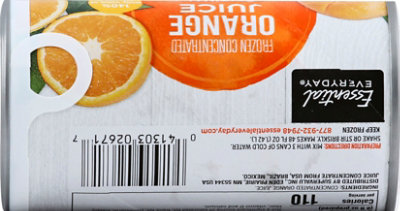 140%
FROZEN CONCENTRATED
ORANGE
JUICE
Essential
EVERYDAY®
PREPARATION DIRECTIONS: MIX WITH 3 CANS OF COLD WATER.
SHAKE OR STIR BRISKLY. MAKES 48 FL OZ (1.42 L).
KEEP FROZEN
877-932-7948 essentialeveryday.com
INGREDIENTS: CONCENTRATED ORANGE JUICE.
DISTRIBUTED BY SUPERVALU INC. EDEN PRAIRIE, MN 55344 USA
JUICE CONCENTRATE FROM USA, BRAZIL, MEXICO
0 41303 02671
Calories
110